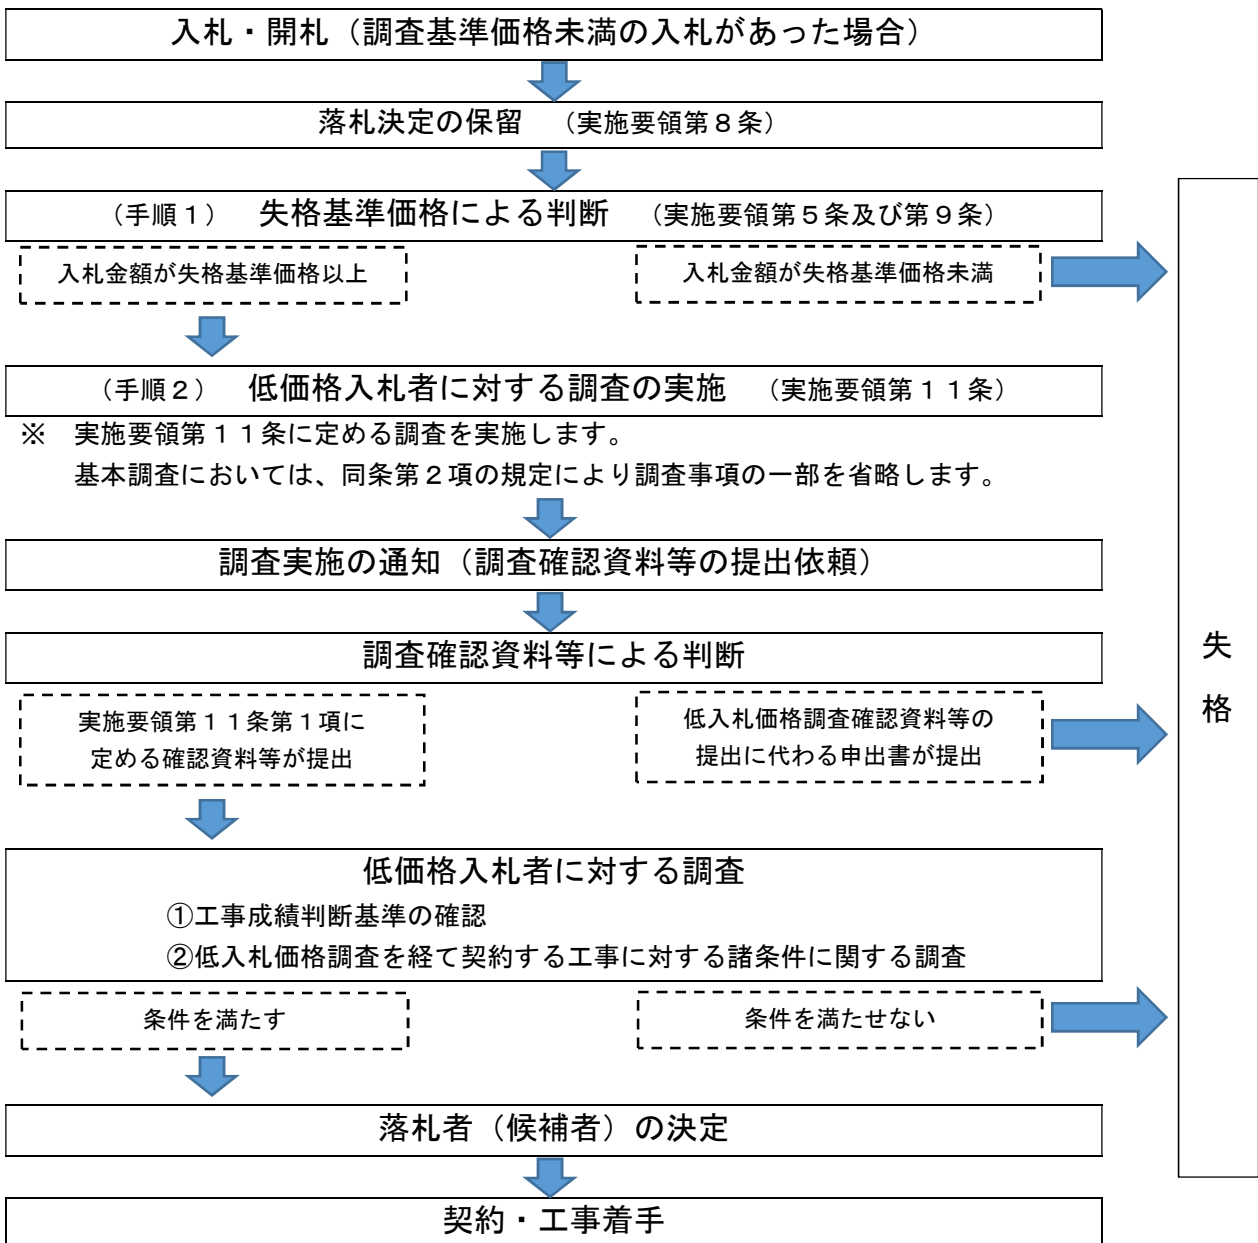 入札・開札（調査基準価格未満の入札があった場合）
落札決定の保留　（実施要領第８条）
（手順１）　失格基準価格による判断　（実施要領第５条及び第９条）
入札金額が失格基準価格以上
入札金額が失格基準価格未満
（手順２）　低価格入札者に対する調査の実施　（実施要領第１１条）
※　実施要領第１１条に定める調査を実施します。
基本調査においては、同条第２項の規定により調査事項の一部を省略します。
調査実施の通知（調査確認資料等の提出依頼）
調査確認資料等による判断
実施要領第１１条第１項に
定める確認資料等が提出
低入札価格調査確認資料等の
提出に代わる申出書が提出
低価格入札者に対する調査
①工事成績判断基準の確認
②低入札価格調査を経て契約する工事に対する諸条件に関する調査
条件を満たす
条件を満たせない
落札者（候補者）の決定
契約・工事着手
失
格